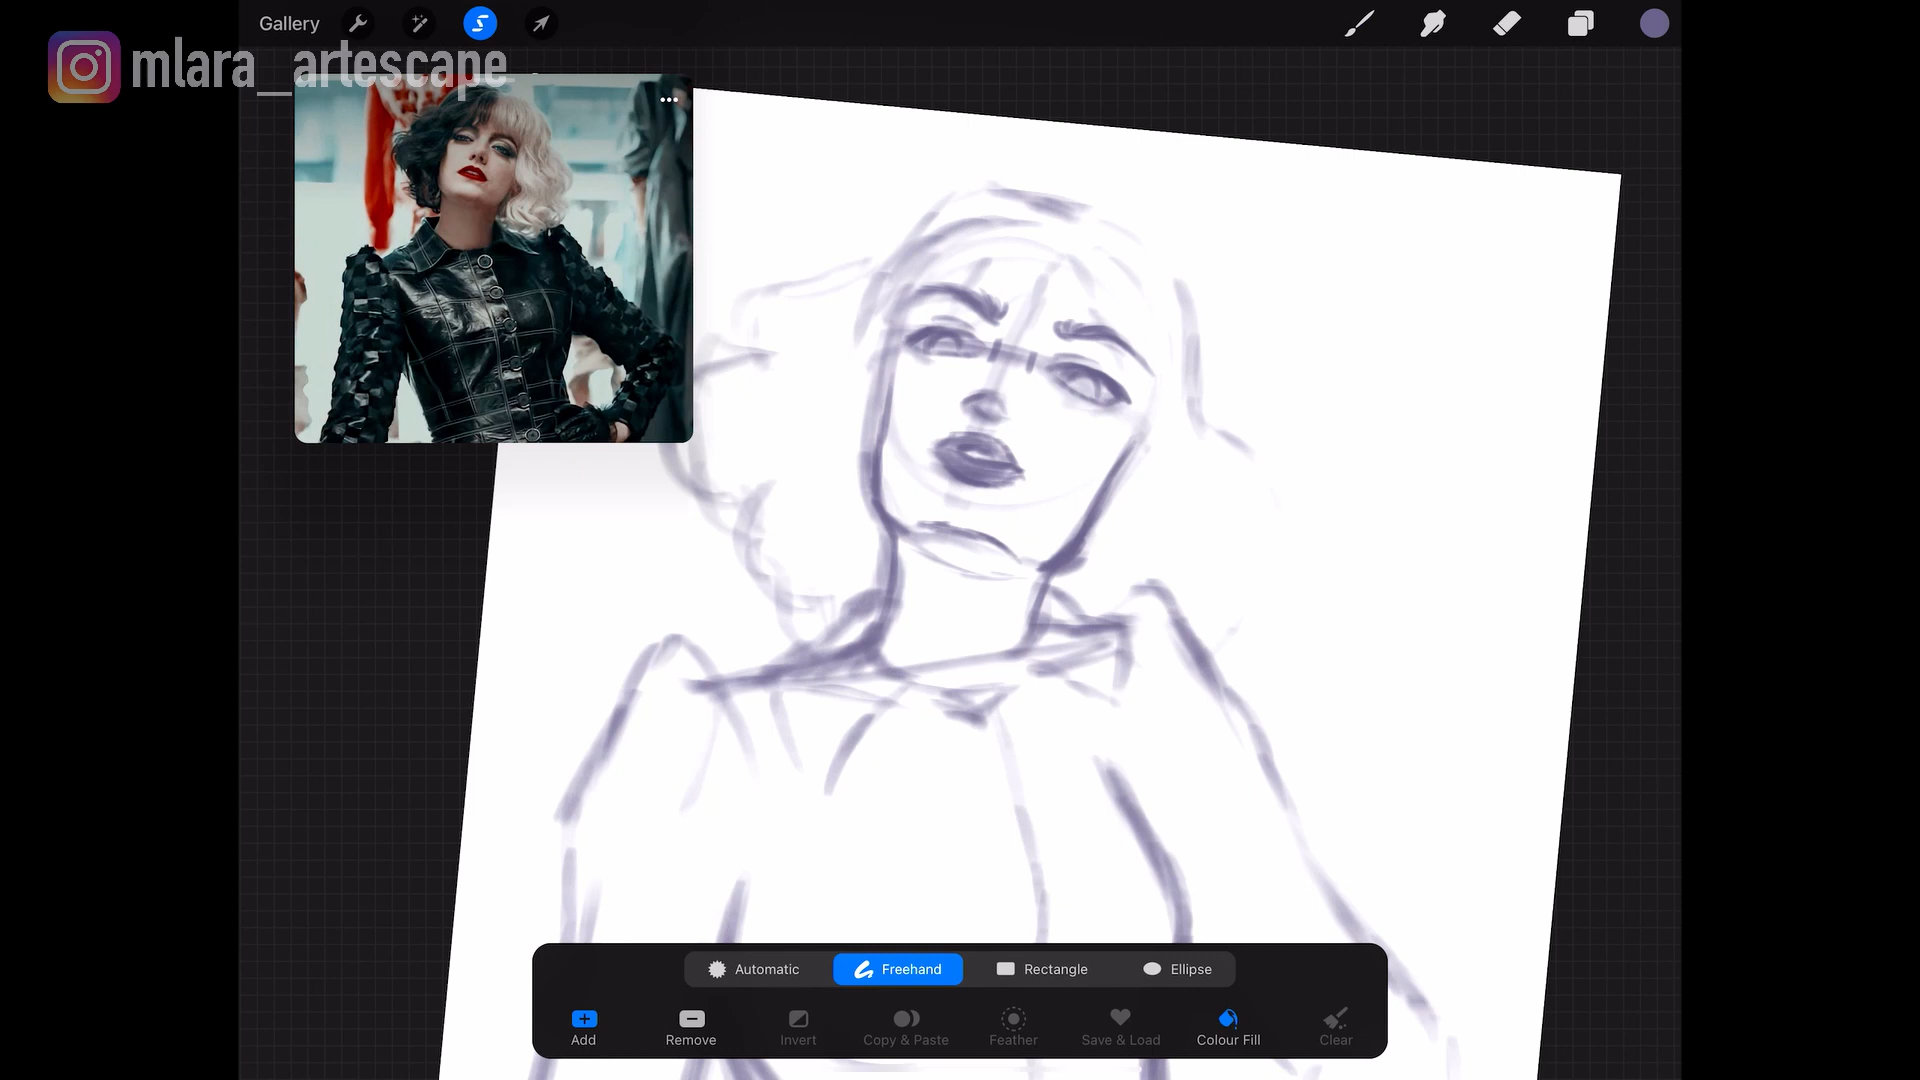 Gallery
mlara_artescape
Automatic
Freehand
Rectangle
Ellipse
Add
Remove
Invert
Copy & Paste
Feather
Save & Load
Colour Fill
Clear